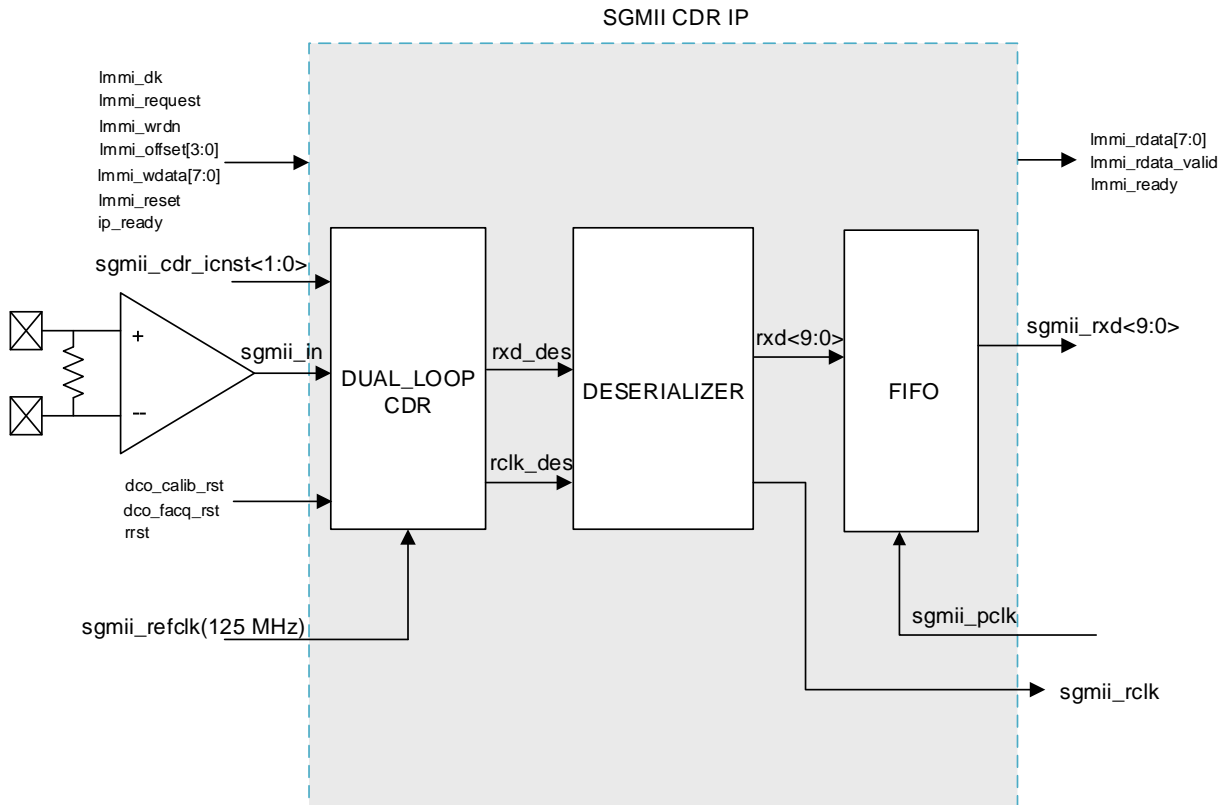 SGMII CDR IP
lmmi_clk
lmmi_request
lmmi_wrdn
lmmi_offset[3:0]
lmmi_wdata[7:0]
lmmi_reset
ip_ready
lmmi_rdata[7:0]
lmmi_rdata_valid
lmmi_ready
sgmii_cdr_icnst<1:0>
+
sgmii_in
--
DUAL_LOOP
CDR
rxd_des
rclk_des
DESERIALIZER
rxd<9:0>
FIFO
sgmii_rxd<9:0>
dco_calib_rst
dco_facq_rst
rrst
sgmii_refclk(125 MHz)
sgmii_pclk
sgmii_rclk